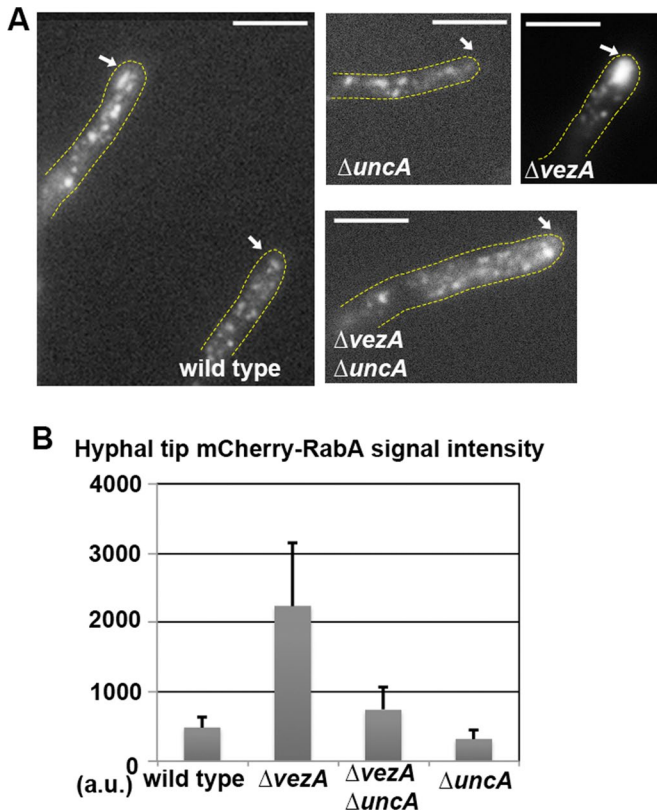 A
wild type
ΔuncA
ΔvezA
ΔvezA
ΔuncA
B Hyphal tip mCherry-RabA signal intensity
4000
3000
2000
1000
0
(a.u.) wild type ΔvezA ΔvezA ΔuncA
ΔuncA